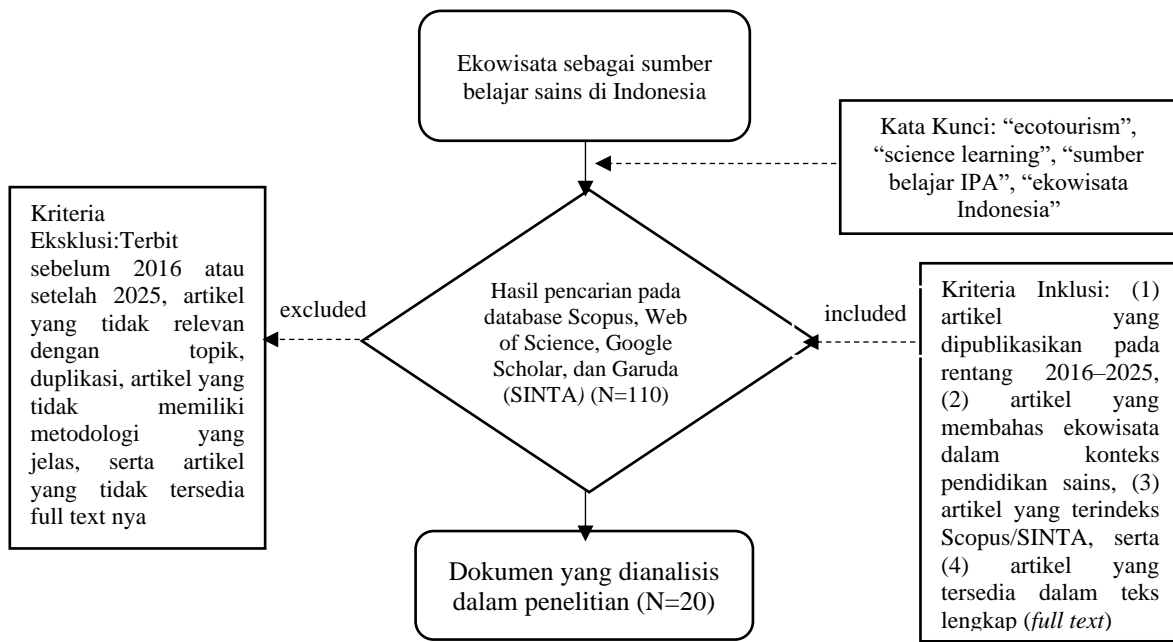 Ekowisata sebagai sumber
belajar sains di Indonesia
Kata Kunci: “ecotourism”,
“science learning”, “sumber
belajar IPA”, “ekowisata
Indonesia”
Kriteria
Eksklusi:Terbit
sebelum 2016 atau
setelah 2025, artikel
yang tidak relevan
dengan topik,
duplikasi, artikel yang
tidak memiliki
metodologi yang
jelas, serta artikel
yang tidak tersedia
full text nya
excluded
Hasil pencarian pada
database Scopus, Web
of Science, Google
Scholar, dan Garuda
(SINTA) (N=110)
included
Kriteria Inklusi: (1)
artikel yang
dipublikasikan pada
rentang 2016–2025,
(2) artikel yang
membahas ekowisata
dalam konteks
pendidikan sains, (3)
artikel yang terindeks
Scopus/SINTA, serta
(4) artikel yang
tersedia dalam teks
lengkap (full text)
Dokumen yang dianalisis
dalam penelitian (N=20)